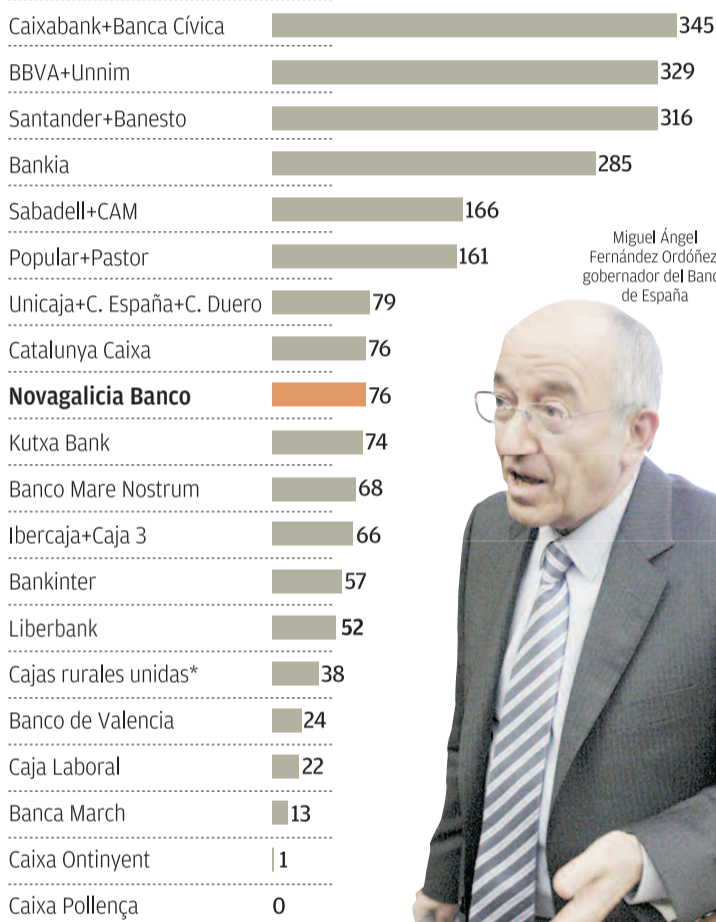 Caixabank+Banca Cívica 345
BBVA+Unnim 329
Santander+Banesto 316
Bankia 285
Sabadell+CAM 166
Popular+Pastor 161
Miguel Ángel
Fernández Ordóñez
gobernador del Banc
de España
Unicaja+C. España+C. Duero 79
Catalunya Caixa 76
Novagalicia Banco 76
Kutxa Bank 74
Banco Mare Nostrum 68
Ibercaja+Caja 3 66
Bankinter 57
Liberbank 52
Cajas rurales unidas* 38
Banco de Valencia 24
Caja Laboral 22
Banca March 13
Caixa Ontinyent 1
Caixa Pollença 0